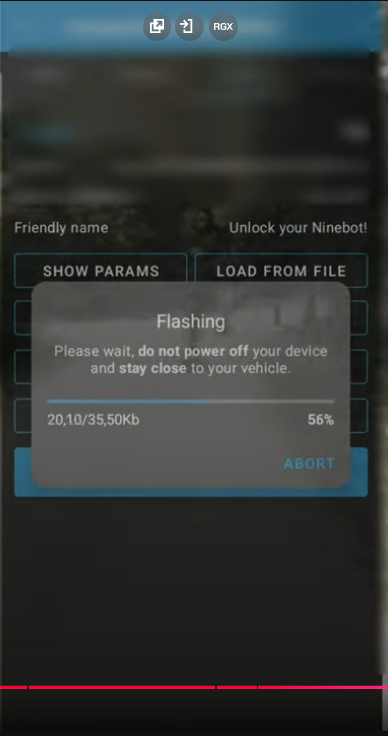 RGX
Friendly name Unlock your Ninebot!
SHOW PARAMS LOAD FROM FILE
Flashing
Please wait, do not power off your device
and stay close to your vehicle.
20,10/35,50Kb 56%
ABORT